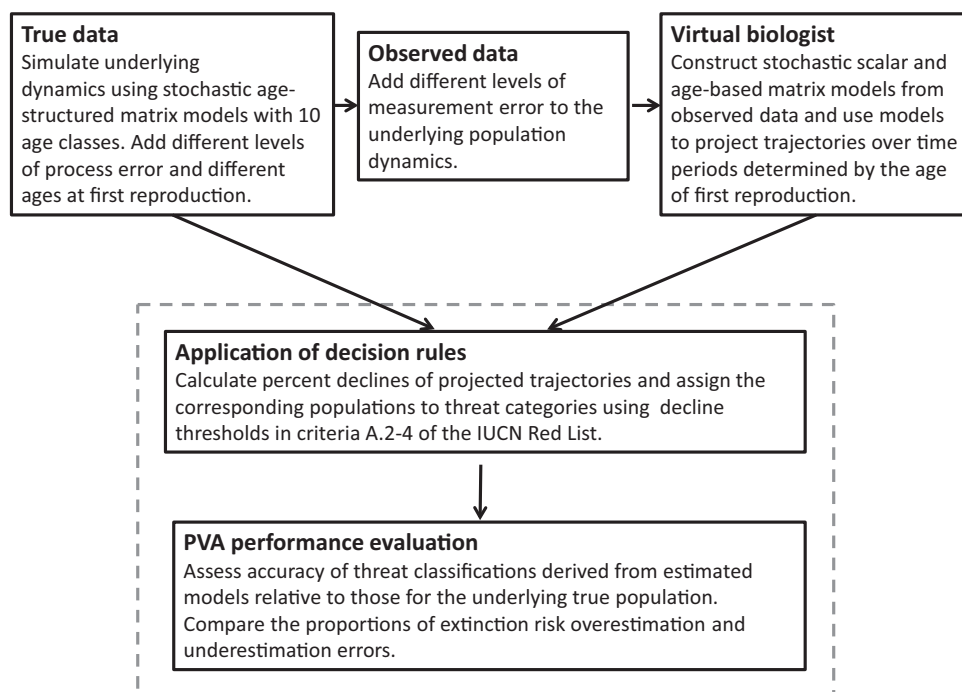 True data
Simulate underlying
dynamics using stochastic age-
structured matrix models with 10
age classes. Add different levels
of process error and different
ages at first reproduction.
Observed data
Add different levels of
measurement error to the
underlying population
dynamics.
Virtual biologist
Construct stochastic scalar and
age-based matrix models from
observed data and use models
to project trajectories over time
periods determined by the age
of first reproduction.
Application of decision rules
Calculate percent declines of projected trajectories and assign the
corresponding populations to threat categories using decline
thresholds in criteria A.2-4 of the IUCN Red List.
PVA performance evaluation
Assess accuracy of threat classifications derived from estimated
models relative to those for the underlying true population.
Compare the proportions of extinction risk overestimation and
underestimation errors.